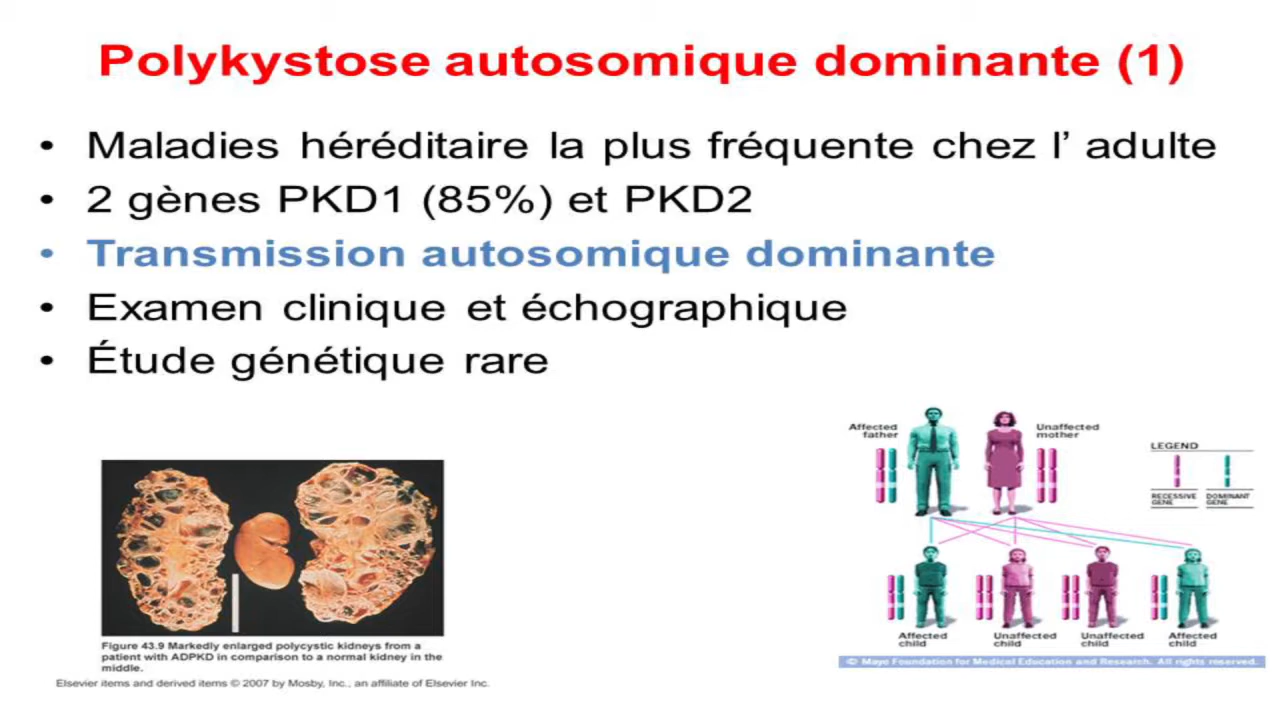 Polykystose autosomique dominante (1)
• Maladies héréditaire la plus fréquente chez l’ adulte
• 2 gènes PKD1 (85%) et PKD2
• Transmission autosomique dominante
• Examen clinique et échographique
• Étude génétique rare
Affected
father
Unaffected
mother
LEGEND
RECESSIVE
GENE
DOMINANT
GENE
Affected
child
Unaffected
child
Unaffected
child
Affected
child
© Mayo Foundation for Medical Education and Research. All rights reserved.
Figure 43.9 Markedly enlarged polycystic kidneys from a
patient with ADPKD in comparison to a normal kidney in the
middle.
Elsevier items and derived items © 2007 by Mosby, Inc., an affiliate of Elsevier Inc.